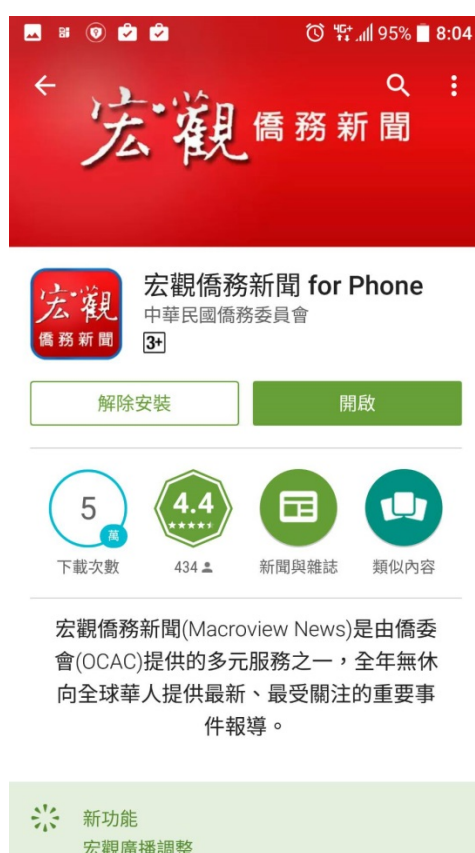 4G+ 95% 8:04
宏觀 僑務新聞
宏觀
僑務新聞
宏觀僑務新聞 for Phone
中華民國僑務委員會
3+
解除安裝
開啟
5
萬
4.4
下載次數
434
新聞與雜誌
類似內容
宏觀僑務新聞(Macroview News)是由僑委
會(OCAC)提供的多元服務之一，全年無休
向全球華人提供最新、最受關注的重要事
件報導。
新功能
宏觀廣播調整